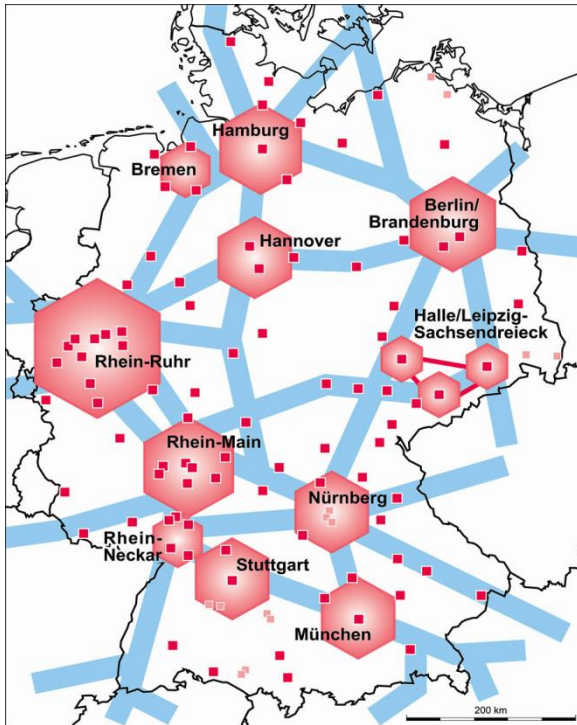 Hamburg
Bremen
Berlin/
Brandenburg
Hannover
Halle/Leipzig-
Sachsendreieck
Rhein-Ruhr
Rhein-Main
Nürnberg
Rhein-
Neckar
Stuttgart
München
200 km